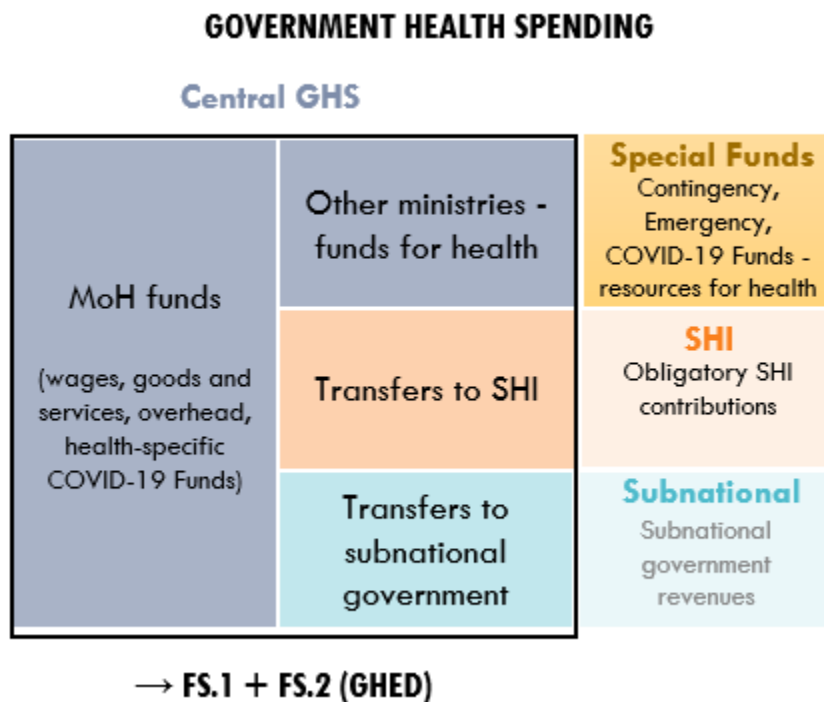 GOVERNMENT HEALTH SPENDING
Central GHS
MoH funds
(wages, goods and
services, overhead,
health-specific
COVID-19 Funds)
Other ministries -
funds for health
Transfers to SHI
Transfers to
subnational
government
Special Funds
Contingency,
Emergency,
COVID-19 Funds -
resources for health
SHI
Obligatory SHI
contributions
Subnational
Subnational
government
revenues
→ FS.1 + FS.2 (GHED)